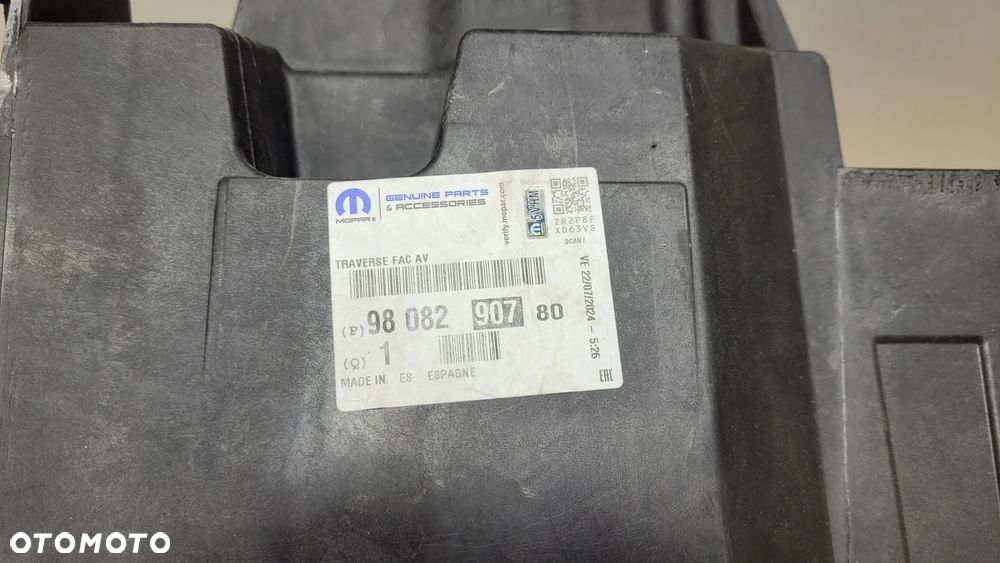 MOPAR®
GENUINE PARTS
& ACCESSORIES
verify.mopar.com
5VHM
ZR2P8F
XD63VS
SCAN!
TRAVERSE FAC AV
(P) 98 082 907 80
(Q) 1
MADE IN ES ESPAGNE
VE 22/07/2024 - 5:26
EAC
OTOMOTO